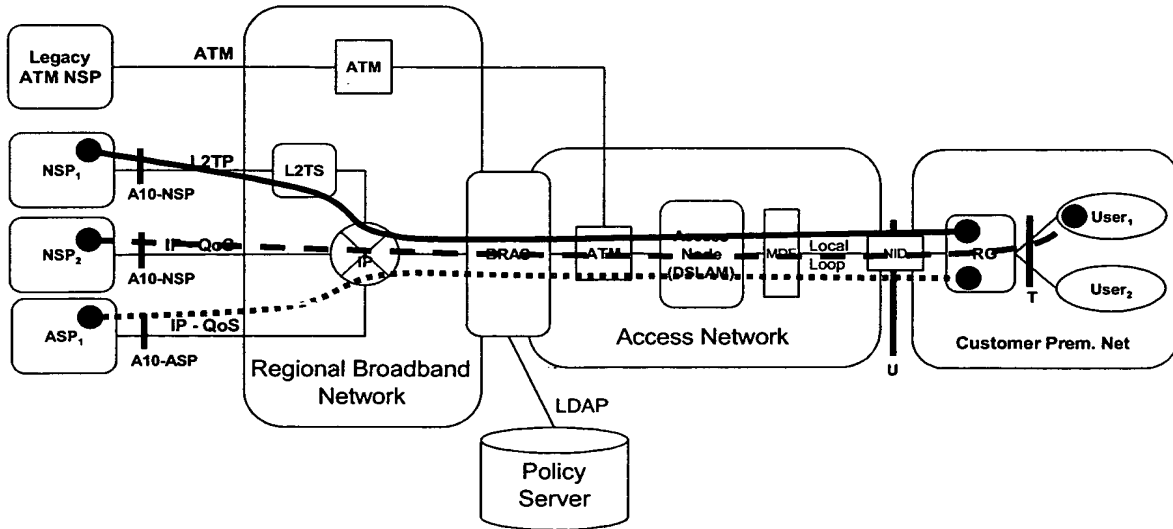 Legacy
ATM NSP
ATM
ATM
NSP1
L2TP
L2TS
A10-NSP
NSP2
IP - QoS
IP
A10-NSP
ASP1
IP - QoS
A10-ASP
Regional Broadband
Network
BRAS
ATM
Access
Node
(DSLAM)
MDF
Local
Loop
NID
RG
User1
User2
T
U
Access Network
Customer Prem. Net
LDAP
Policy
Server